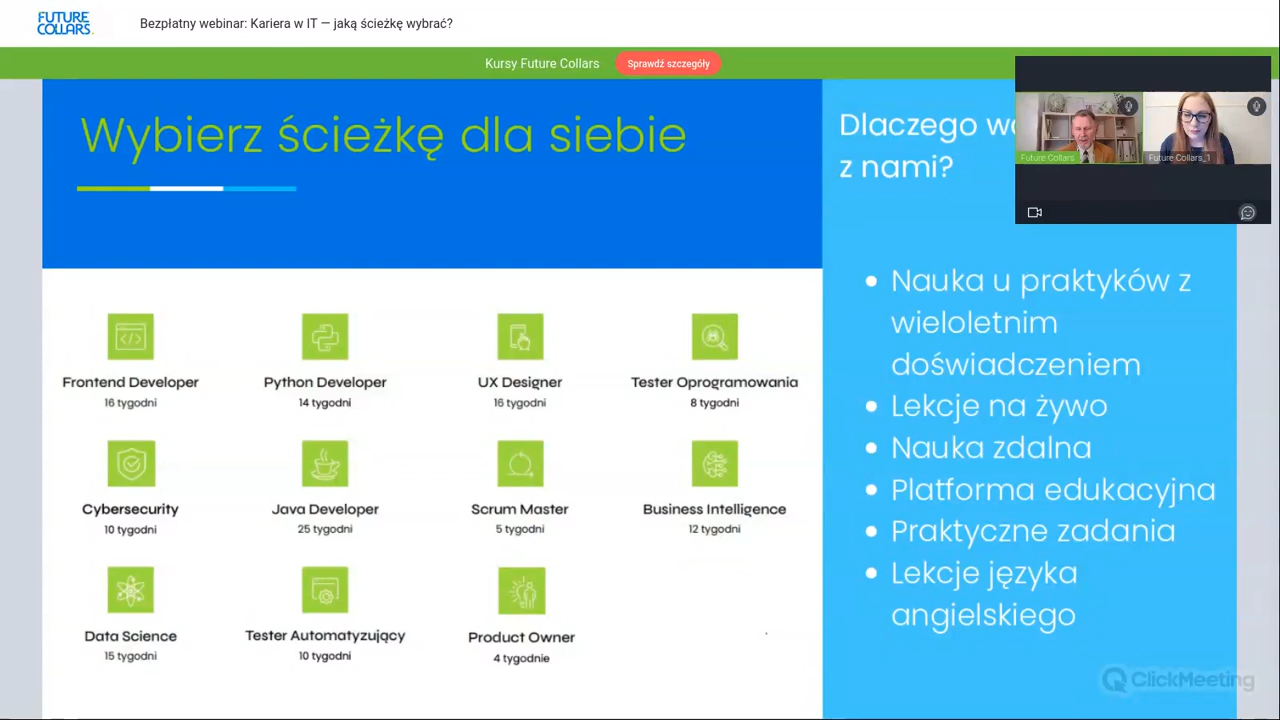 FUTURE
COLLARS.
Bezpłatny webinar: Kariera w IT — jaką ścieżkę wybrać?
Kursy Future Collars
Sprawdź szczegóły
Wybierz ścieżkę dla siebie
Frontend Developer
16 tygodni
Python Developer
14 tygodni
UX Designer
16 tygodni
Tester Oprogramowania
8 tygodni
Cybersecurity
10 tygodni
Java Developer
25 tygodni
Scrum Master
5 tygodni
Business Intelligence
12 tygodni
Data Science
15 tygodni
Tester Automatyzujący
10 tygodni
Product Owner
4 tygodnie
Dlaczego
z nami?
Future Collars
Future Collars_1
Nauka u praktyków z
wieloletnim
doświadczeniem
Lekcje na żywo
Nauka zdalna
Platforma edukacyjna
Praktyczne zadania
Lekcje języka
angielskiego
ClickMeeting